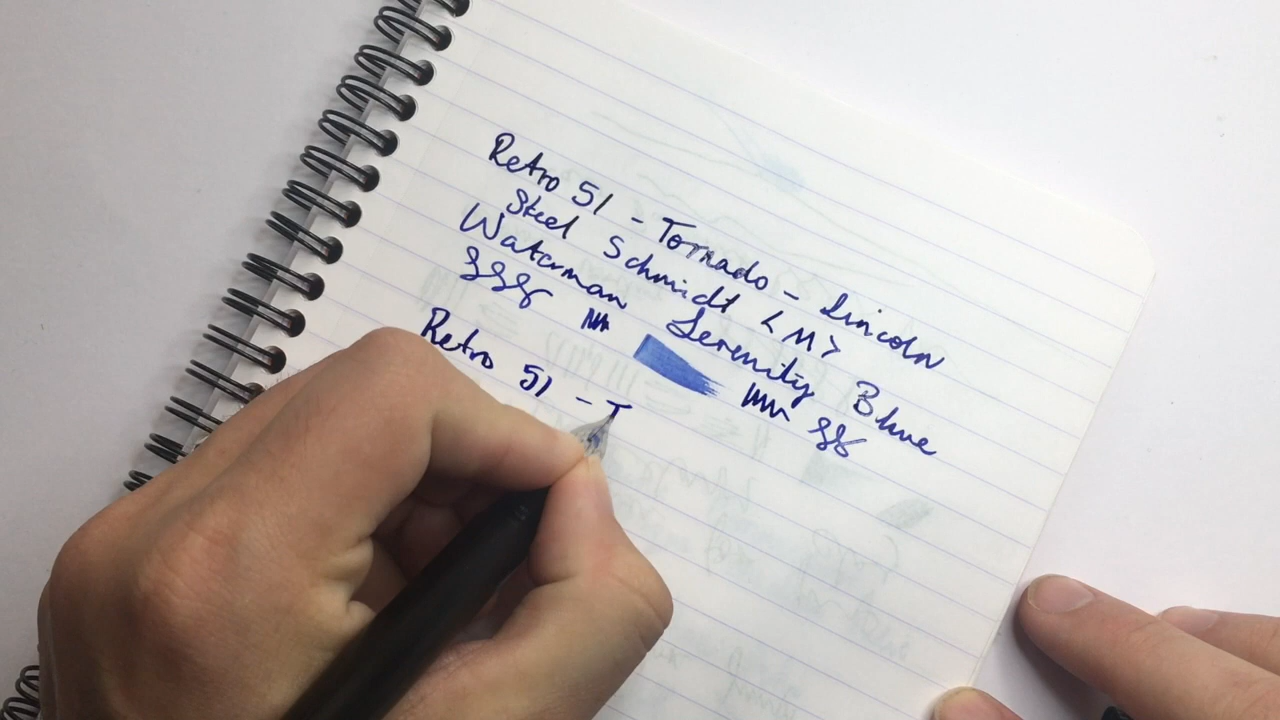 Retro 51 - Tornado - Lincoln
Steel Schmidt <M>
Waterman Serenity Blue
Retro 51 - T